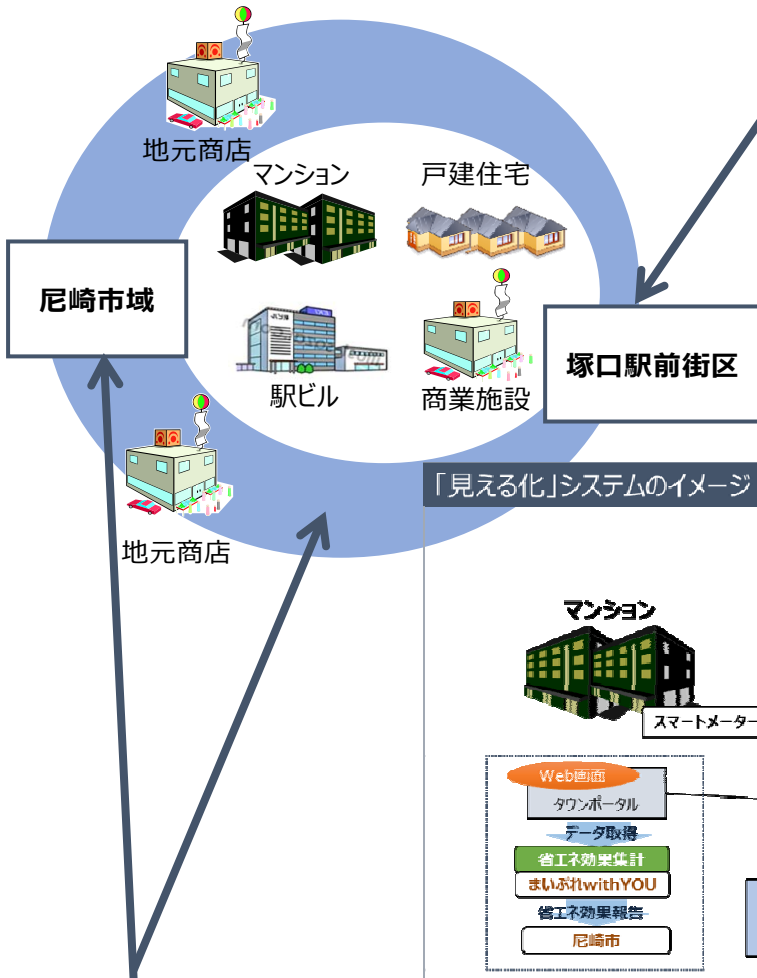 地元商店
マンション
戸建住宅
尼崎市域
塚口駅前街区
駅ビル
商業施設
地元商店
「見える化」システムのイメージ
マンション
スマートメーター
Web画面
タウンポータル
データ取得
省エネ効果集計
まいぷれwithYOU
省エネ効果報告
尼崎市